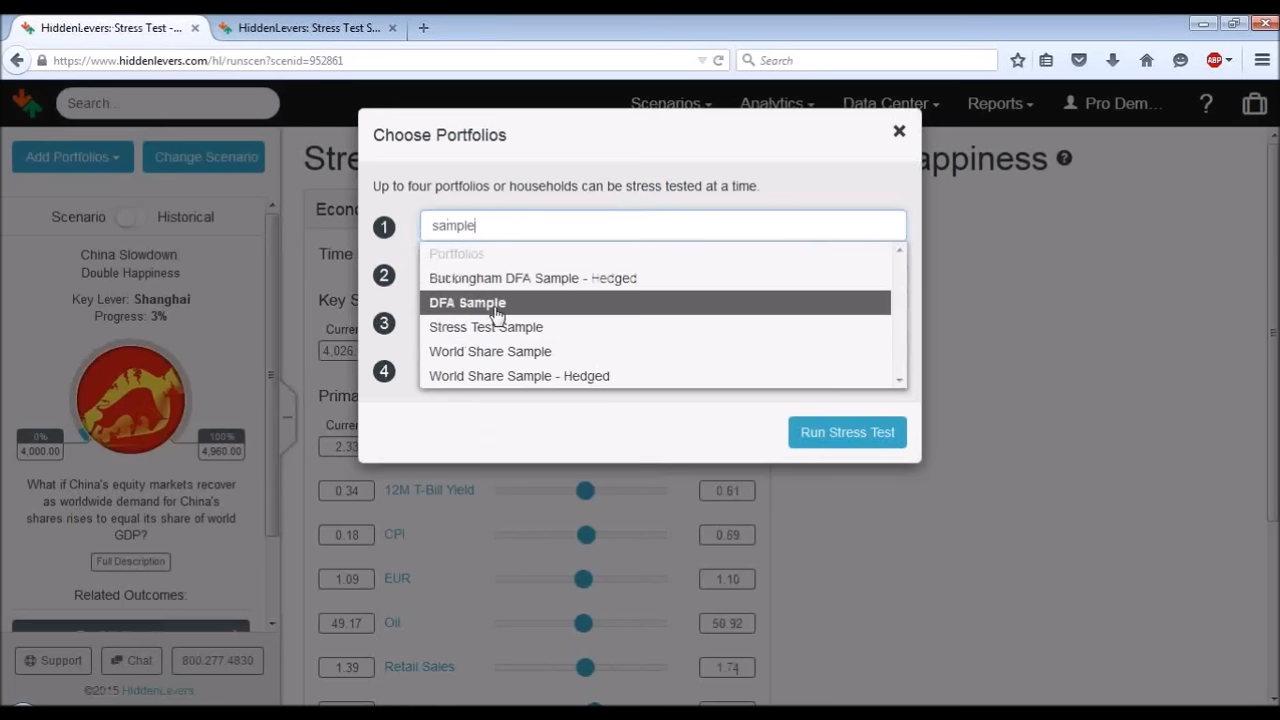 HiddenLevers: Stress Test -...
HiddenLevers: Stress Test S...
https://www.hiddenlevers.com/hl/runscen?scenid=952861
Search
ABP
Search...
Scenarios
Analytics
Data Center
Reports
Pro Dem...
?
Add Portfolios
Change Scenario
Stre
appiness
?
Choose Portfolios
Up to four portfolios or households can be stress tested at a time.
1
sample
Portfolios
2
Buckingham DFA Sample - Hedged
DFA Sample
3
Stress Test Sample
World Share Sample
4
World Share Sample - Hedged
Run Stress Test
Scenario
Historical
China Slowdown:
Double Happiness
Key Lever: Shanghai
Progress: 3%
0%
4,000.00
100%
4,960.00
What if China's equity markets recover
as worldwide demand for China's
shares rises to equal its share of world
GDP?
Full Description
Related Outcomes:
Support
Chat
800.277.4830
©2015 HiddenLevers
Econo
Time
Key S
Curre
4,026.
Prima
Curre
2.33
0.34
12M T-Bill Yield
0.61
0.18
CPI
0.69
1.09
EUR
1.10
49.17
Oil
50.92
1.39
Retail Sales
1.74